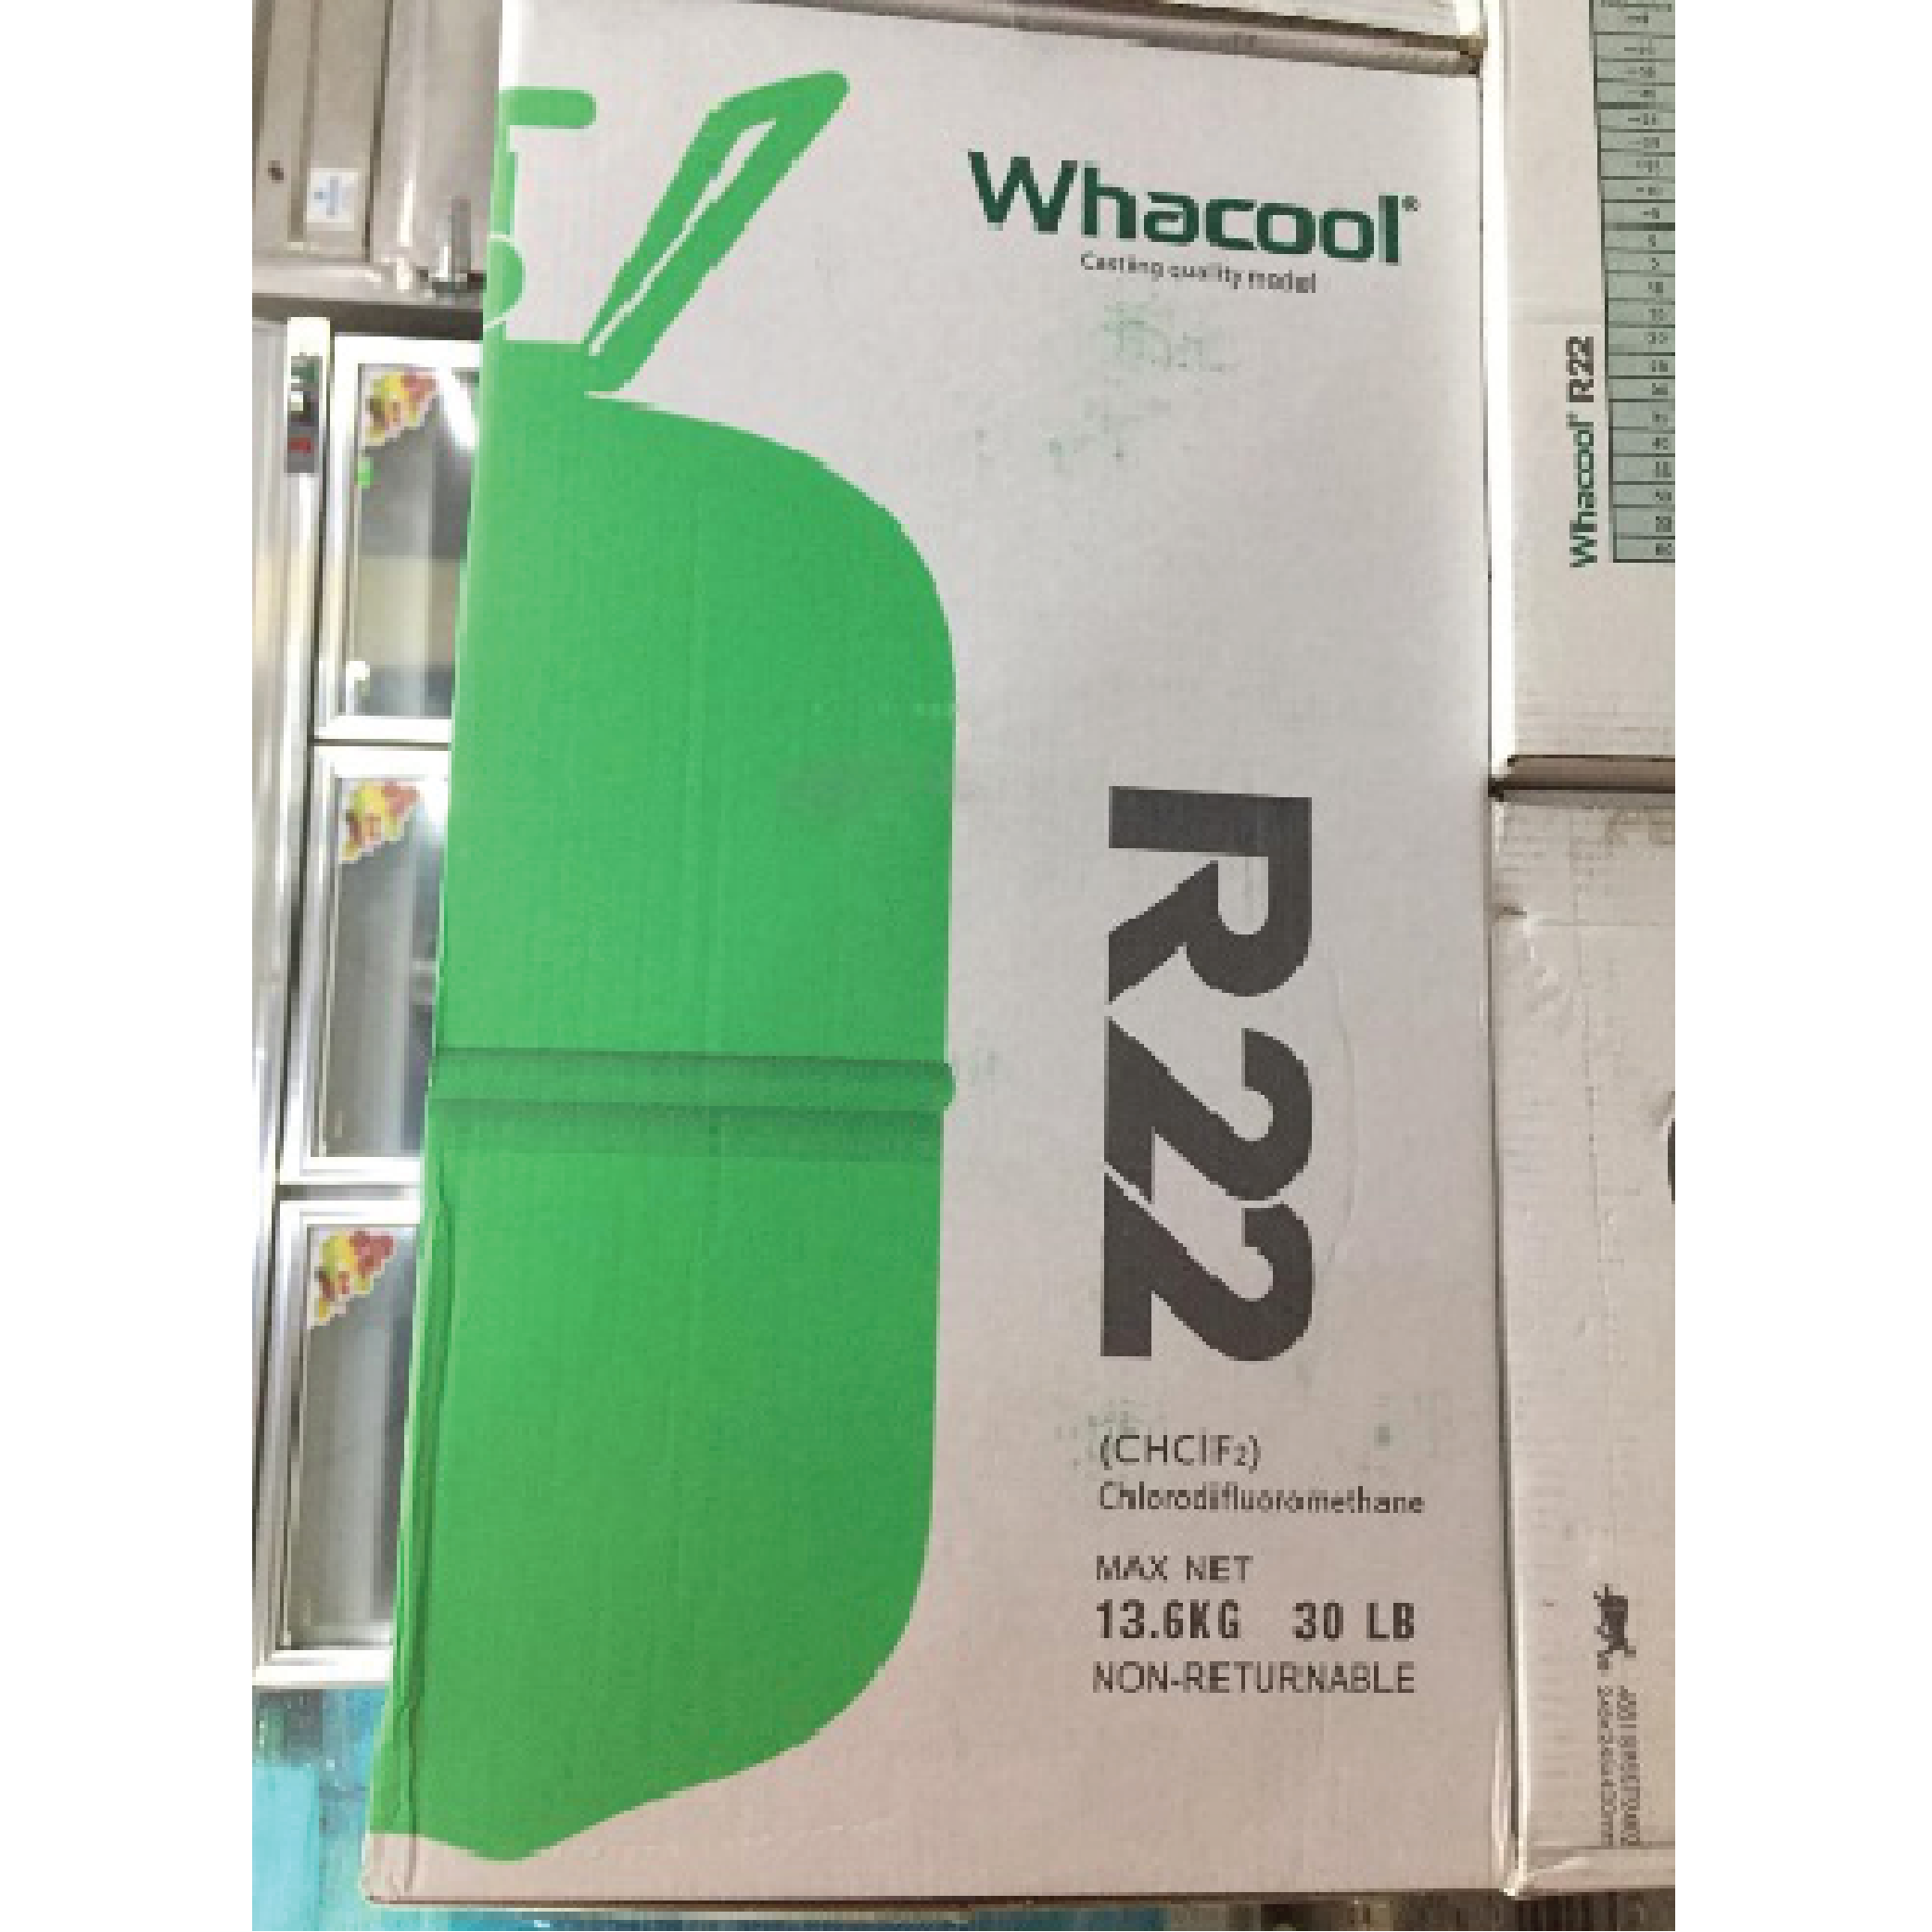 Whacool®
Casting quality model
R22
(CHClF₂)
Chlorodifluoromethane
MAX NET
13.6KG 30 LB
NON-RETURNABLE
Whacool® R22